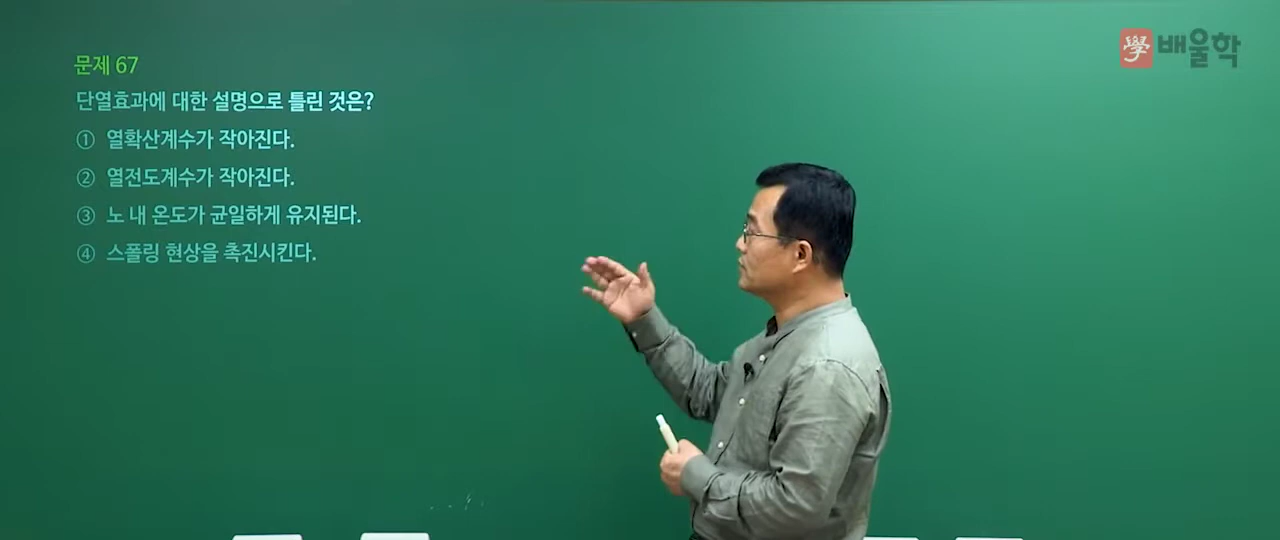 學 배울학
문제 67
단열효과에 대한 설명으로 틀린 것은?
① 열확산계수가 작아진다.
② 열전도계수가 작아진다.
③ 노 내 온도가 균일하게 유지된다.
④ 스폴링 현상을 촉진시킨다.